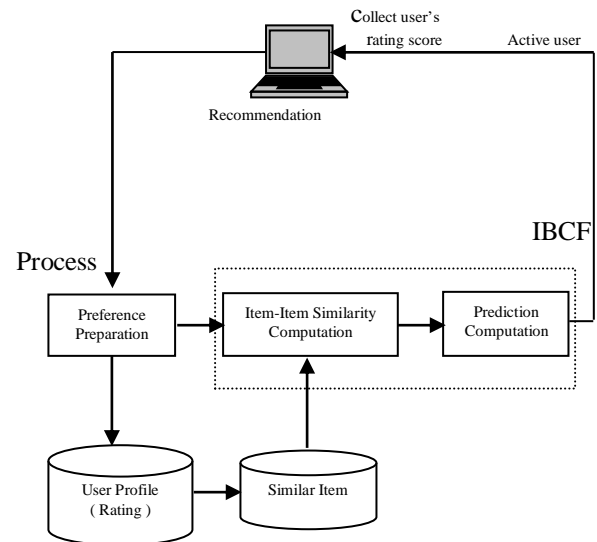 Collect user's
rating score
Active user
Recommendation
IBCF
Process
Preference
Preparation
Item-Item Similarity
Computation
Prediction
Computation
User Profile
( Rating )
Similar Item